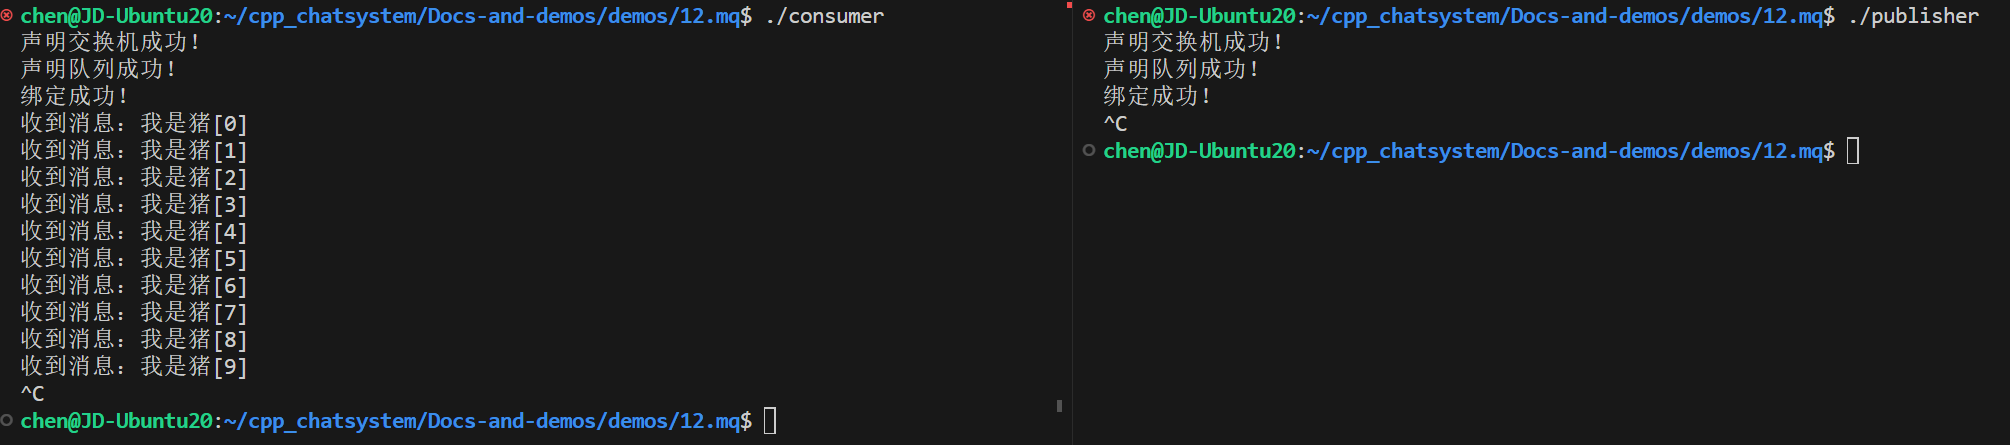 chen@JD-Ubuntu20:~/cpp_chatsystem/Docs-and-demos/demos/12.mq$ ./consumer
声明交换机成功!
声明队列成功!
绑定成功!
收到消息: 我是猪[0]
收到消息: 我是猪[1]
收到消息: 我是猪[2]
收到消息: 我是猪[3]
收到消息: 我是猪[4]
收到消息: 我是猪[5]
收到消息: 我是猪[6]
收到消息: 我是猪[7]
收到消息: 我是猪[8]
收到消息: 我是猪[9]
^C
chen@JD-Ubuntu20:~/cpp_chatsystem/Docs-and-demos/demos/12.mq$
chen@JD-Ubuntu20:~/cpp_chatsystem/Docs-and-demos/demos/12.mq$ ./publisher
声明交换机成功!
声明队列成功!
绑定成功!
^C
chen@JD-Ubuntu20:~/cpp_chatsystem/Docs-and-demos/demos/12.mq$